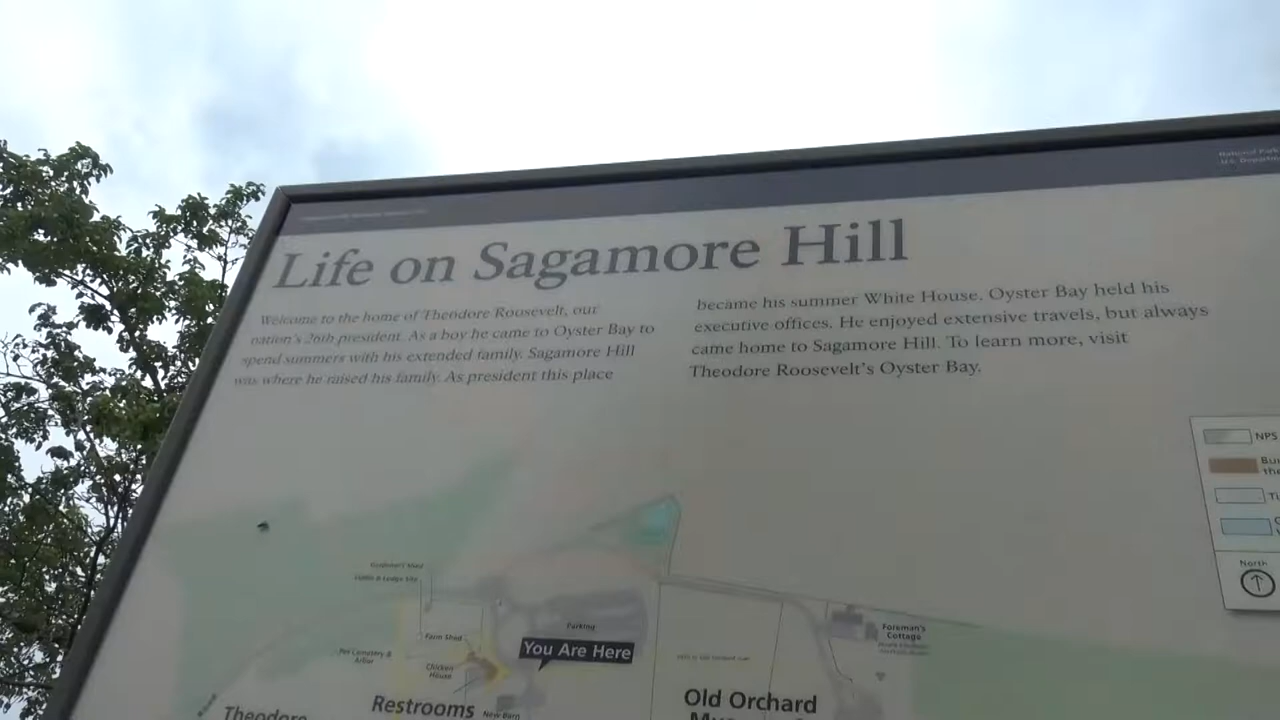 National Park
U.S. Departm
Life on Sagamore Hill
Welcome to the home of Theodore Roosevelt, our
nation's 26th president. As a boy he came to Oyster Bay to
spend summers with his extended family. Sagamore Hill
was where he raised his family. As president this place
became his summer White House. Oyster Bay held his
executive offices. He enjoyed extensive travels, but always
came home to Sagamore Hill. To learn more, visit
Theodore Roosevelt's Oyster Bay.
NPS
North
Gardener's Shed
Farm Shed
Pet Cemetery &
Arbor
Chicken
House
Parking
You Are Here
Foreman's
Cottage
Restrooms
New Barn
Theodore
Old Orchard